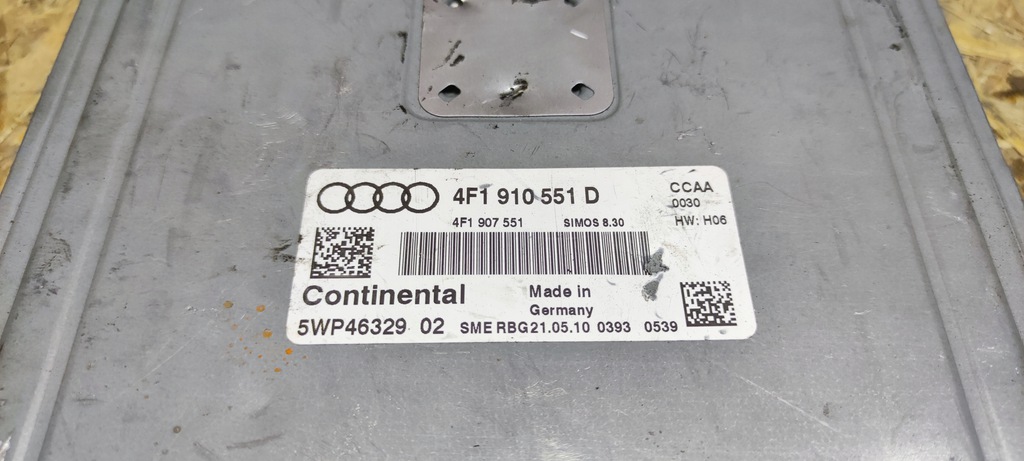 4F1 910 551 D
CCAA
0030
4F1 907 551 SIMOS 8.30 HW: H06
Continental
Made in
Germany
5WP46329 02 SME RBG21.05.10 0393 0539